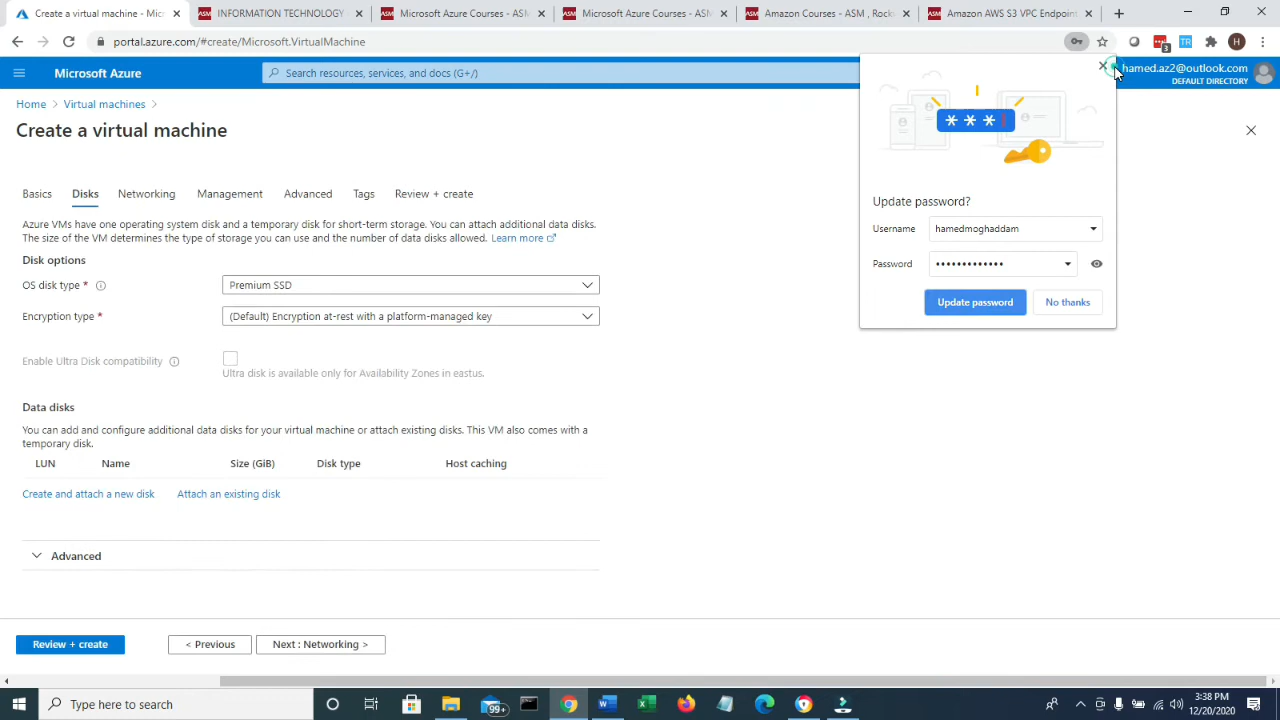 Create a virtual machine - Mic
INFORMATION TECHNOLOGY
Microsoft Azure Courses - ASM
Microsoft Azure Courses - ASM ,
Amazon Courses - ASM , Rock
Amazon AWS S3 VPC Endpoint
portal.azure.com/#create/Microsoft.VirtualMachine
3
TR
H
Microsoft Azure
Search resources, services, and docs (G+/)
hamed.az2@outlook.com
DEFAULT DIRECTORY
Home > Virtual machines >
Create a virtual machine
Basics
Disks
Networking
Management
Advanced
Tags
Review + create
Azure VMs have one operating system disk and a temporary disk for short-term storage. You can attach additional data disks.
The size of the VM determines the type of storage you can use and the number of data disks allowed. Learn more
Disk options
OS disk type *
Premium SSD
Encryption type *
(Default) Encryption at-rest with a platform-managed key
Enable Ultra Disk compatibility
Ultra disk is available only for Availability Zones in eastus.
Data disks
You can add and configure additional data disks for your virtual machine or attach existing disks. This VM also comes with a
temporary disk.
LUN
Name
Size (GiB)
Disk type
Host caching
Create and attach a new disk
Attach an existing disk
Advanced
Review + create
< Previous
Next : Networking >
***
Update password?
Username
hamedmoghaddam
Password
•••••••••••••
Update password
No thanks
Type here to search
99+
3:38 PM
12/20/2020